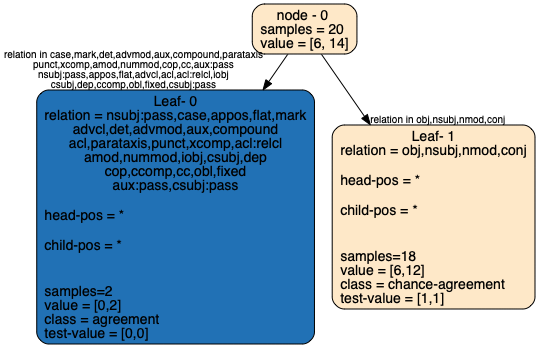 node - 0
samples = 20
value = [6, 14]
relation in case,mark,det,advmod,aux,compound,parataxis
punct,xcomp,amod,nummod,cop,cc,aux:pass
nsubj:pass,appos,flat,advcl,acl,acl:relcl,iobj
csubj,dep,ccomp,obl,fixed,csubj:pass
relation in obj,nsubj,nmod,conj
Leaf- 0
relation = nsubj:pass,case,appos,flat,mark
advcl,det,advmod,aux,compound
acl,parataxis,punct,xcomp,acl:relcl
amod,nummod,iobj,csubj,dep
cop,ccomp,cc,obl,fixed
aux:pass,csubj:pass
head-pos = *
child-pos = *
samples=2
value = [0,2]
class = agreement
test-value = [0,0]
Leaf- 1
relation = obj,nsubj,nmod,conj
head-pos = *
child-pos = *
samples=18
value = [6,12]
class = chance-agreement
test-value = [1,1]